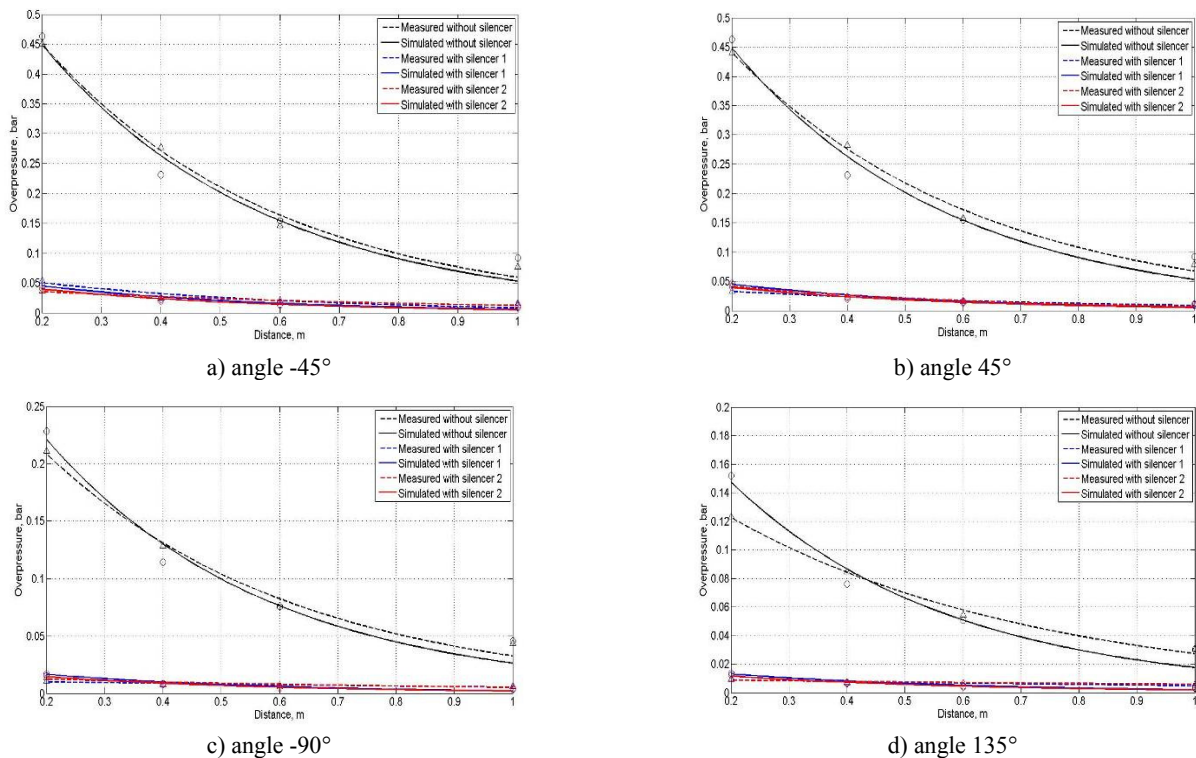 Measured without silencer
Simulated without silencer
Measured with silencer 1
Simulated with silencer 1
Measured with silencer 2
Simulated with silencer 2
Overpressure, bar
0.45
0.4
0.35
0.3
0.25
0.2
0.15
0.1
0.05
0
0.2 0.3 0.4 0.5 0.6 0.7 0.8 0.9 1
Distance, m
a) angle -45°
Measured without silencer
Simulated without silencer
Measured with silencer 1
Simulated with silencer 1
Measured with silencer 2
Simulated with silencer 2
Overpressure, bar
0.45
0.4
0.35
0.3
0.25
0.2
0.15
0.1
0.05
0
0.2 0.3 0.4 0.5 0.6 0.7 0.8 0.9 1
Distance, m
b) angle 45°
Measured without silencer
Simulated without silencer
Measured with silencer 1
Simulated with silencer 1
Measured with silencer 2
Simulated with silencer 2
Overpressure, bar
0.25
0.2
0.15
0.1
0.05
0
0.2 0.3 0.4 0.5 0.6 0.7 0.8 0.9 1
Distance, m
c) angle -90°
Measured without silencer
Simulated without silencer
Measured with silencer 1
Simulated with silencer 1
Measured with silencer 2
Simulated with silencer 2
Overpressure, bar
0.2
0.18
0.16
0.14
0.12
0.1
0.08
0.06
0.04
0.02
0
0.2 0.3 0.4 0.5 0.6 0.7 0.8 0.9 1
Distance, m
d) angle 135°